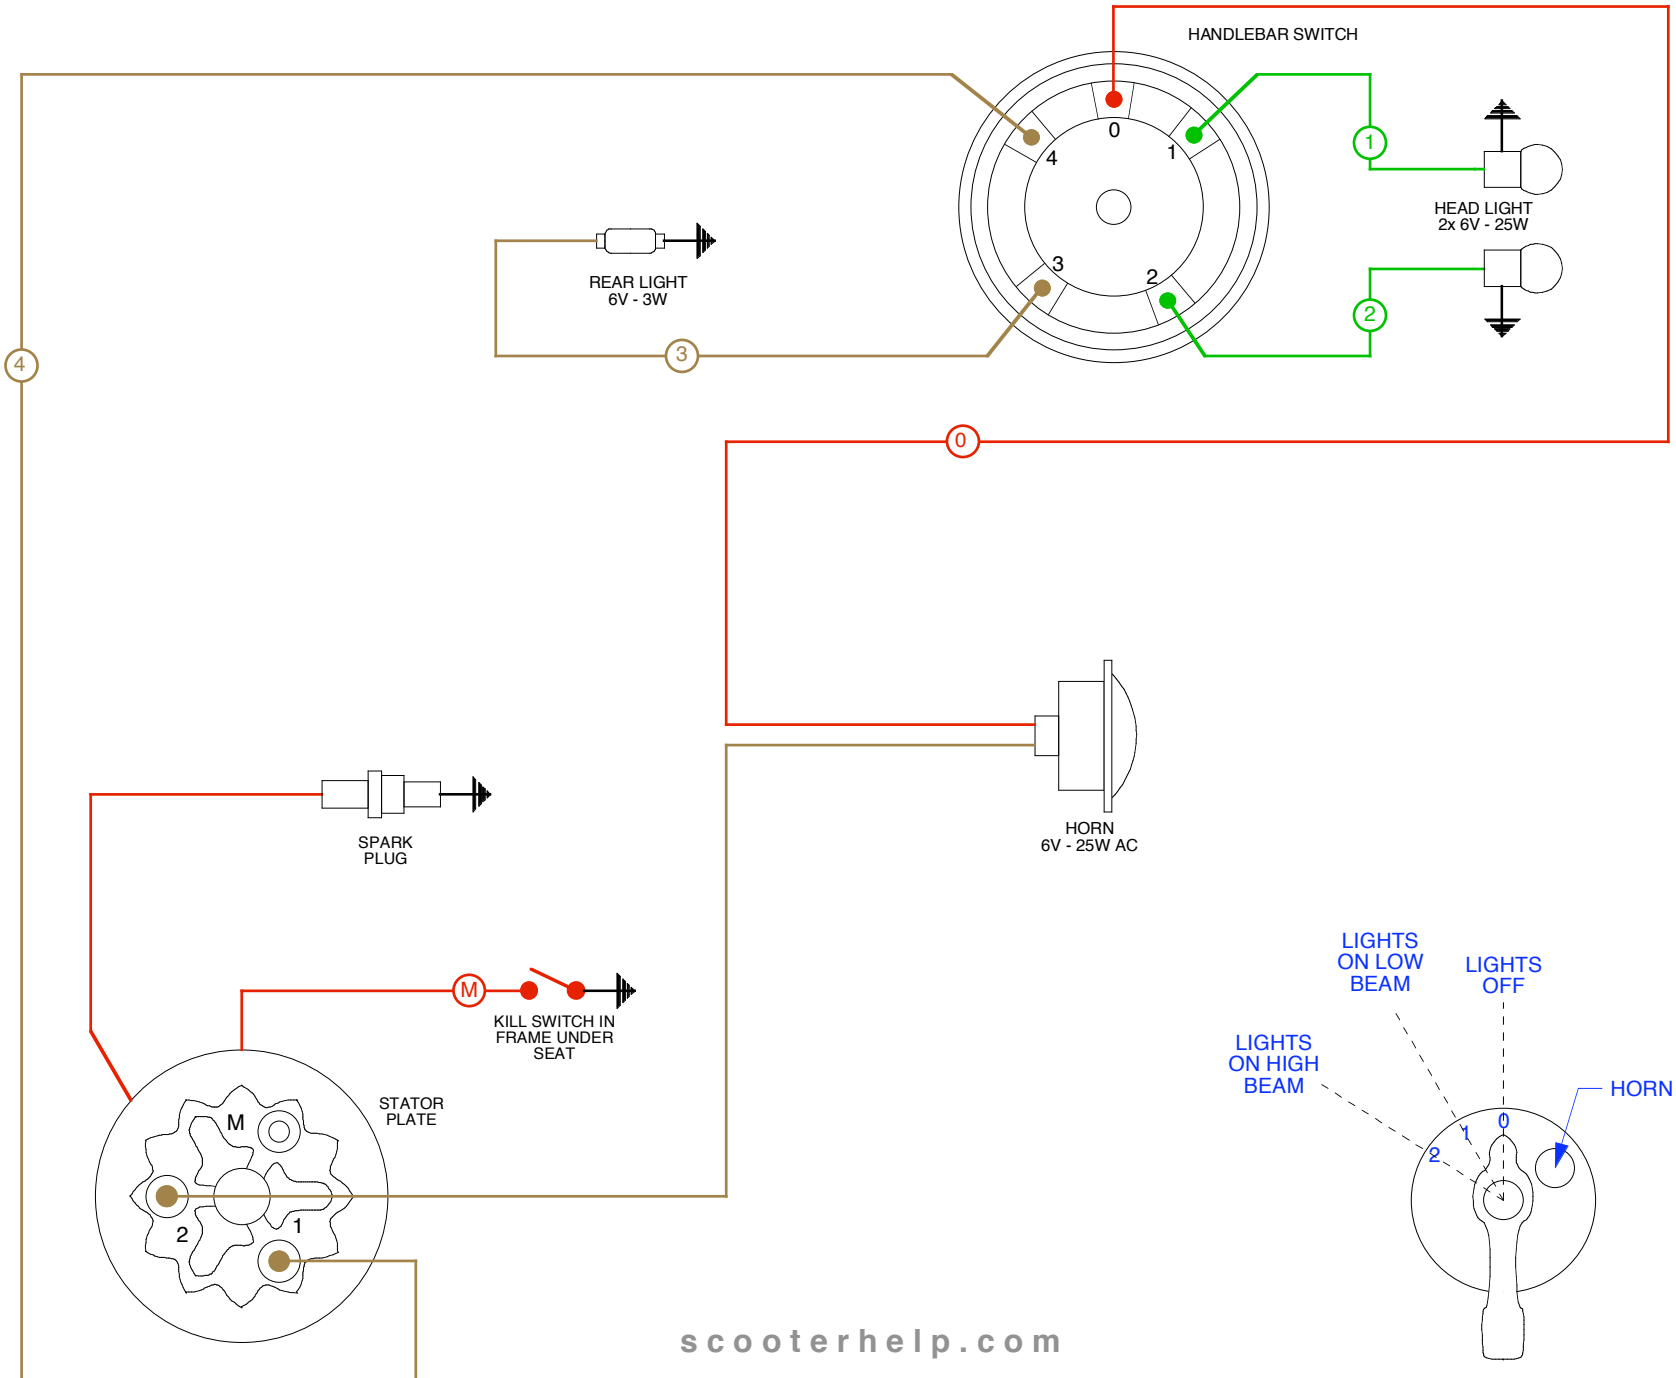 HANDLEBAR SWITCH
0
1
4
1
HEAD LIGHT
2x 6V - 25W
3
2
REAR LIGHT
6V - 3W
2
3
4
0
HORN
6V - 25W AC
SPARK
PLUG
M
KILL SWITCH IN
FRAME UNDER
SEAT
STATOR
PLATE
M
2
1
LIGHTS
ON LOW
BEAM
LIGHTS
OFF
LIGHTS
ON HIGH
BEAM
HORN
0
1
2
scooterhelp.com